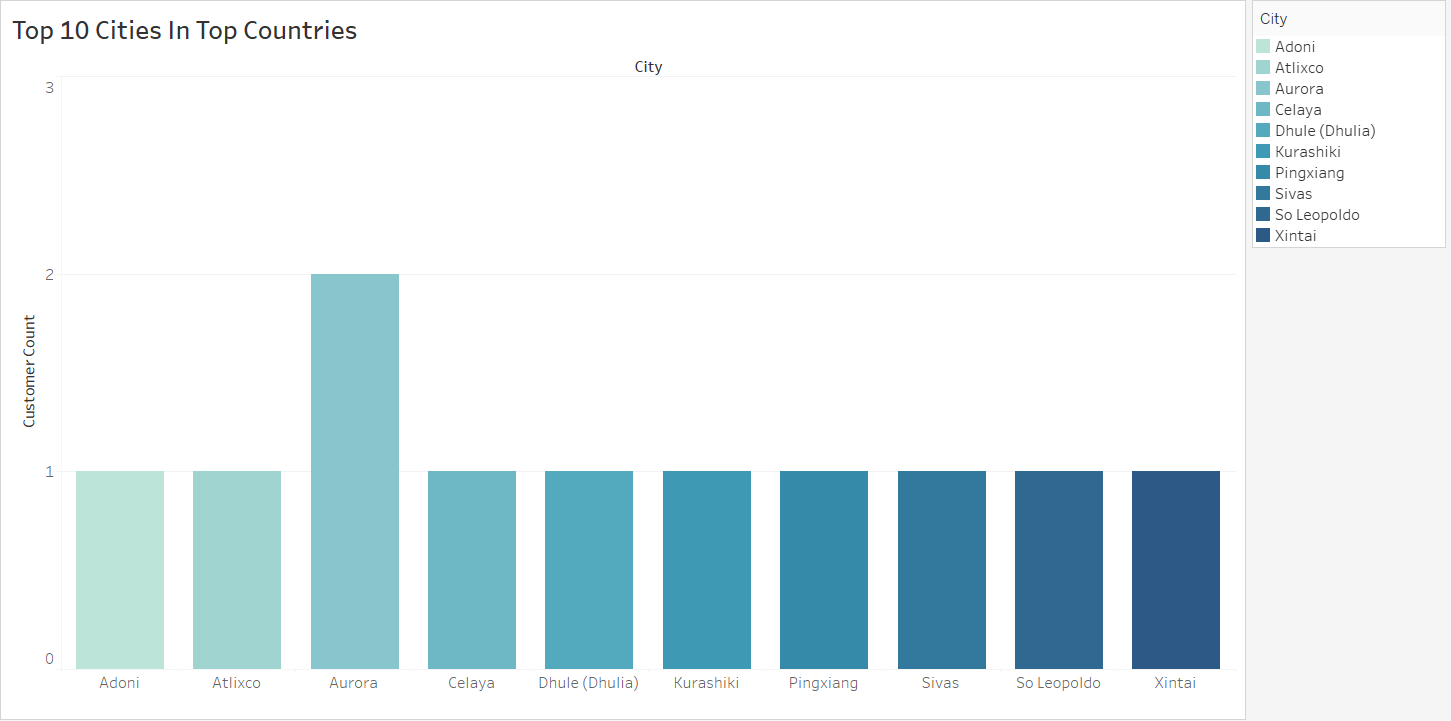 Top 10 Cities In Top Countries
City
3
2
1
0
Customer Count
Adoni
Atlixco
Aurora
Celaya
Dhule (Dhulia)
Kurashiki
Pingxiang
Sivas
So Leopoldo
Xintai
City
Adoni
Atlixco
Aurora
Celaya
Dhule (Dhulia)
Kurashiki
Pingxiang
Sivas
So Leopoldo
Xintai